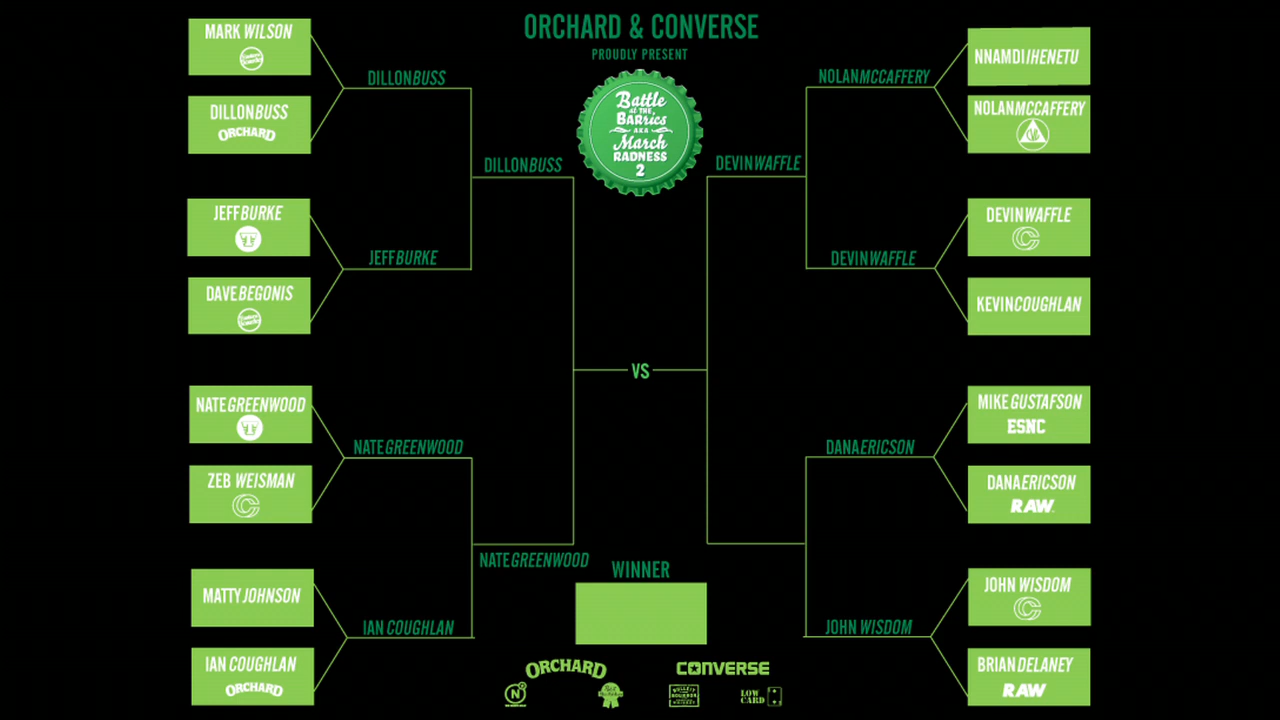 ORCHARD & CONVERSE
PROUDLY PRESENT
Battle
at THE
BARrics
AKA
March
RADNESS
2
MARK WILSON
DILLON BUSS
ORCHARD
DILLON BUSS
JEFF BURKE
DAVE BEGONIS
JEFF BURKE
DILLON BUSS
NATE GREENWOOD
ZEB WEISMAN
NATE GREENWOOD
MATTY JOHNSON
IAN COUGHLAN
ORCHARD
IAN COUGHLAN
NATE GREENWOOD
VS
NNAMDI IHENETU
NOLAN MCCAFFERY
NOLAN MCCAFFERY
DEVIN WAFFLE
KEVIN COUGHLAN
DEVIN WAFFLE
DEVIN WAFFLE
MIKE GUSTAFSON
ESNC
DANA ERICSON
RAW
DANA ERICSON
JOHN WISDOM
BRIAN DELANEY
RAW
JOHN WISDOM
WINNER
ORCHARD
CONVERSE
N
BULLEIT
BOURBON
LOW
CARD